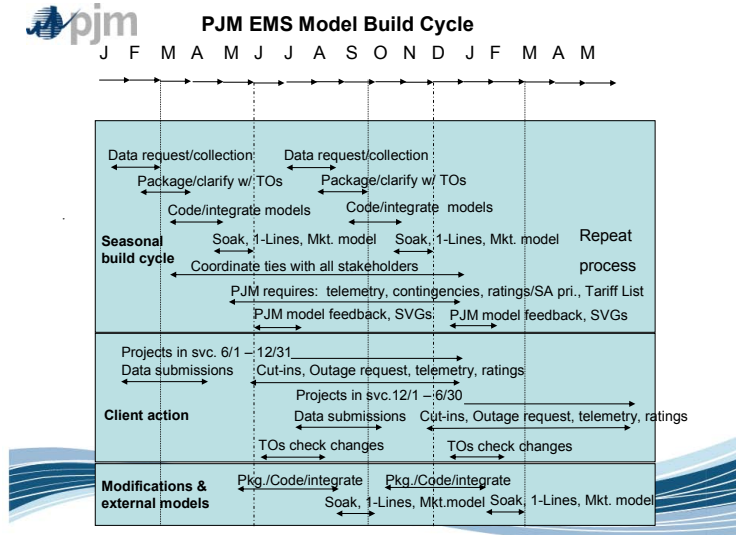 pjm
PJM EMS Model Build Cycle
J F M A M J J A S O N D J F M A M
Data request/collection Data request/collection
Package/clarify w/ TOs Package/clarify w/ TOs
Code/integrate models Code/integrate models
Seasonal build cycle
Soak, 1-Lines, Mkt. model Soak, 1-Lines, Mkt. model
Repeat process
Coordinate ties with all stakeholders
PJM requires: telemetry, contingencies, ratings/SA pri., Tariff List
PJM model feedback, SVGs PJM model feedback, SVGs
Projects in svc. 6/1 – 12/31
Data submissions Cut-ins, Outage request, telemetry, ratings
Projects in svc.12/1 – 6/30
Client action
Data submissions Cut-ins, Outage request, telemetry, ratings
TOs check changes TOs check changes
Modifications &
external models
Pkg./Code/integrate Pkg./Code/integrate
Soak, 1-Lines, Mkt.model Soak, 1-Lines, Mkt. model